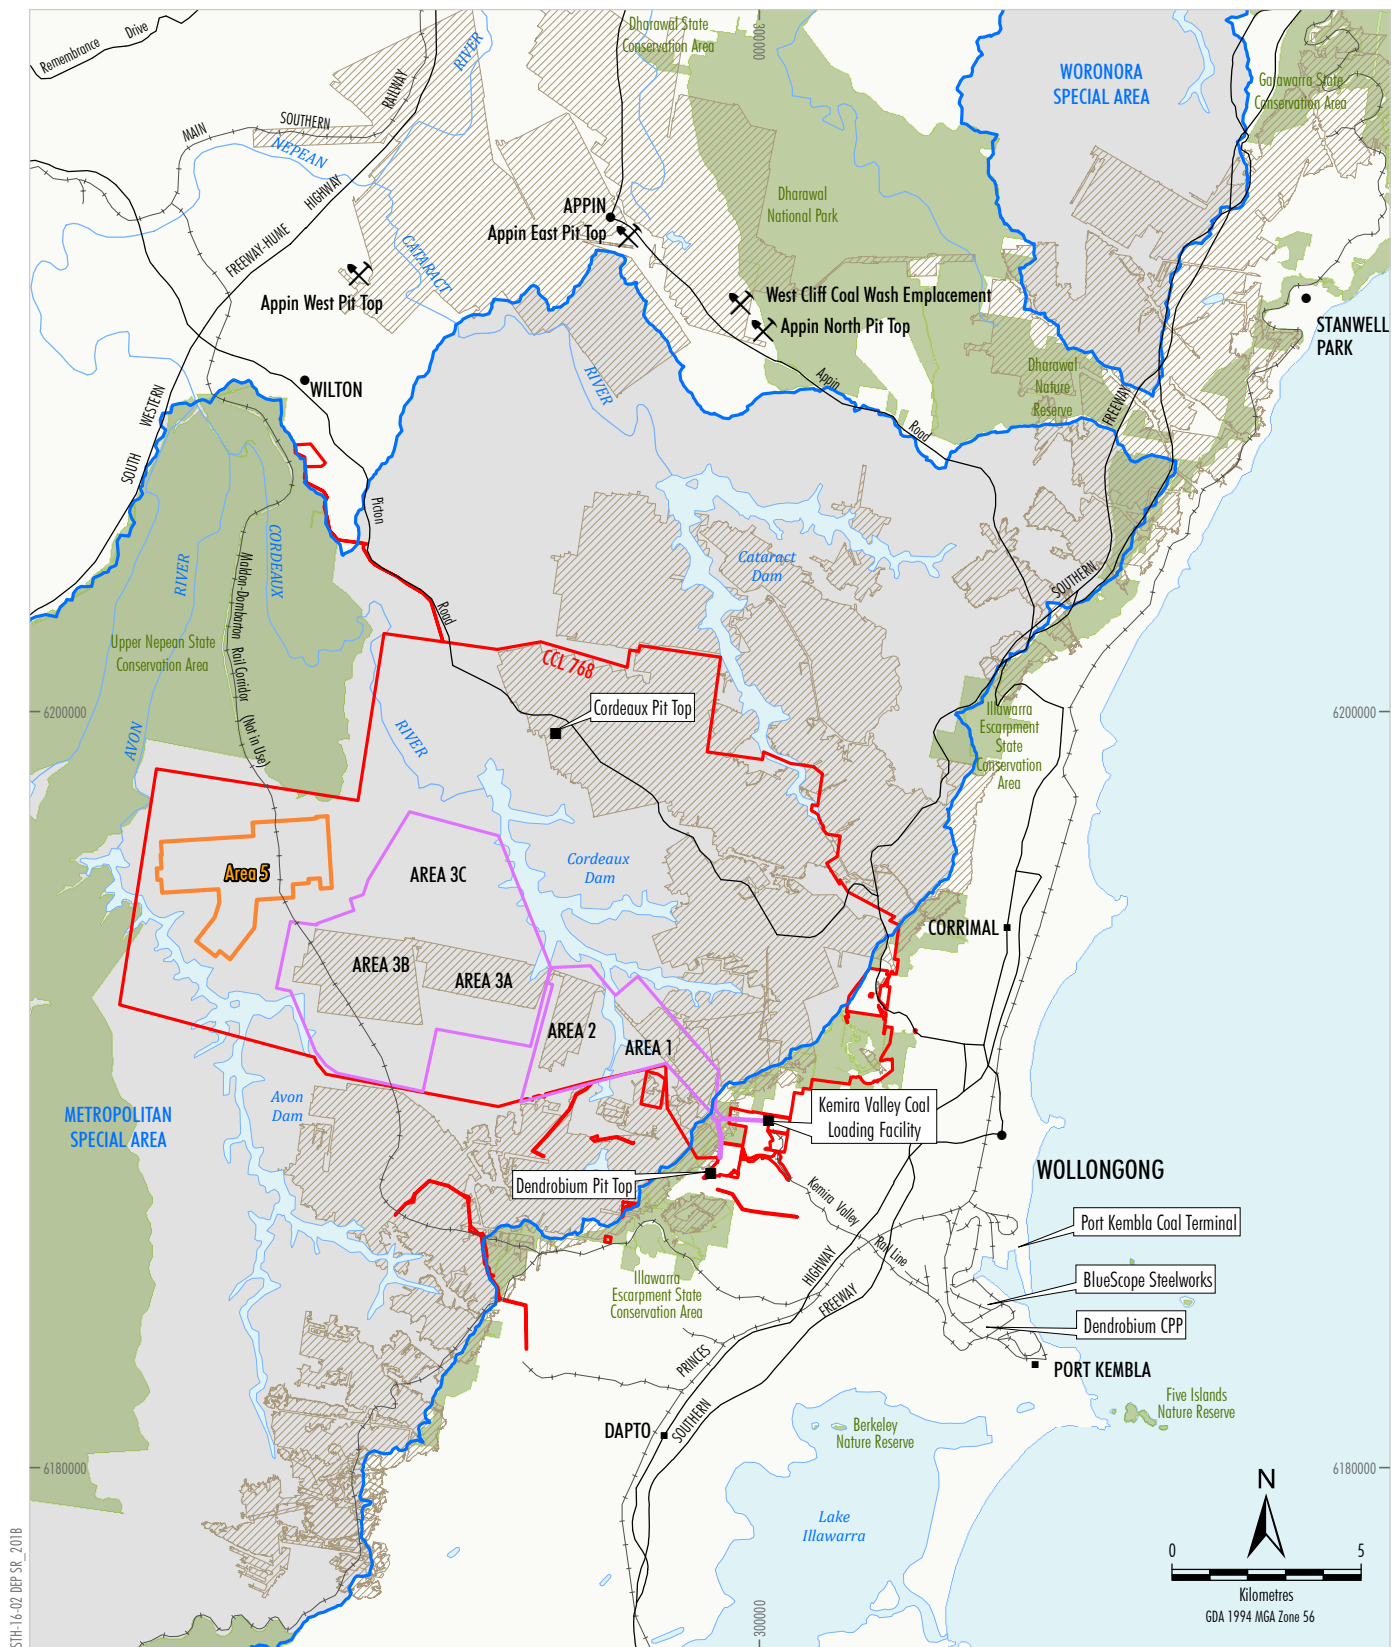 Remembrance Drive
Dharawal State
Conservation Area
300000
RIVER
RAILWAY
SOUTHERN
MAIN
NEPEAN
WORONORA
SPECIAL AREA
Garawarra State
Conservation Area
Dharawal
National Park
HIGHWAY
FREEWAY-HUME
APPIN
Appin East Pit Top
CATARACT
Appin West Pit Top
West Cliff Coal Wash Emplacement
Appin North Pit Top
STANWELL
PARK
Dharawal
Nature
Reserve
FREEWAY
WILTON
RIVER
Appin
Road
WESTERN
SOUTH
Picton
Road
CORDEAUX
RIVER
Maldon-Dombarton Rail Corridor (Not in Use)
Cataract
Dam
SOUTHERN
Upper Nepean State
Conservation Area
CCL 768
Cordeaux Pit Top
6200000
6200000
AVON
RIVER
Illawarra
Escarpment
State
Conservation
Area
Area 5
AREA 3C
Cordeaux
Dam
CORRIMAL
AREA 3B
AREA 3A
AREA 2
AREA 1
Avon
Dam
METROPOLITAN
SPECIAL AREA
Kemira Valley Coal
Loading Facility
WOLLONGONG
Dendrobium Pit Top
Kemira Valley
Rail Line
Port Kembla Coal Terminal
HIGHWAY
FREEWAY
BlueScope Steelworks
Illawarra
Escarpment State
Conservation Area
Dendrobium CPP
PRINCES
SOUTHERN
PORT KEMBLA
Five Islands
Nature Reserve
DAPTO
Berkeley
Nature Reserve
6180000
6180000
Lake
Illawarra
N
0 5
Kilometres
GDA 1994 MGA Zone 56
300000
STH-16-02 DEP SR_201B